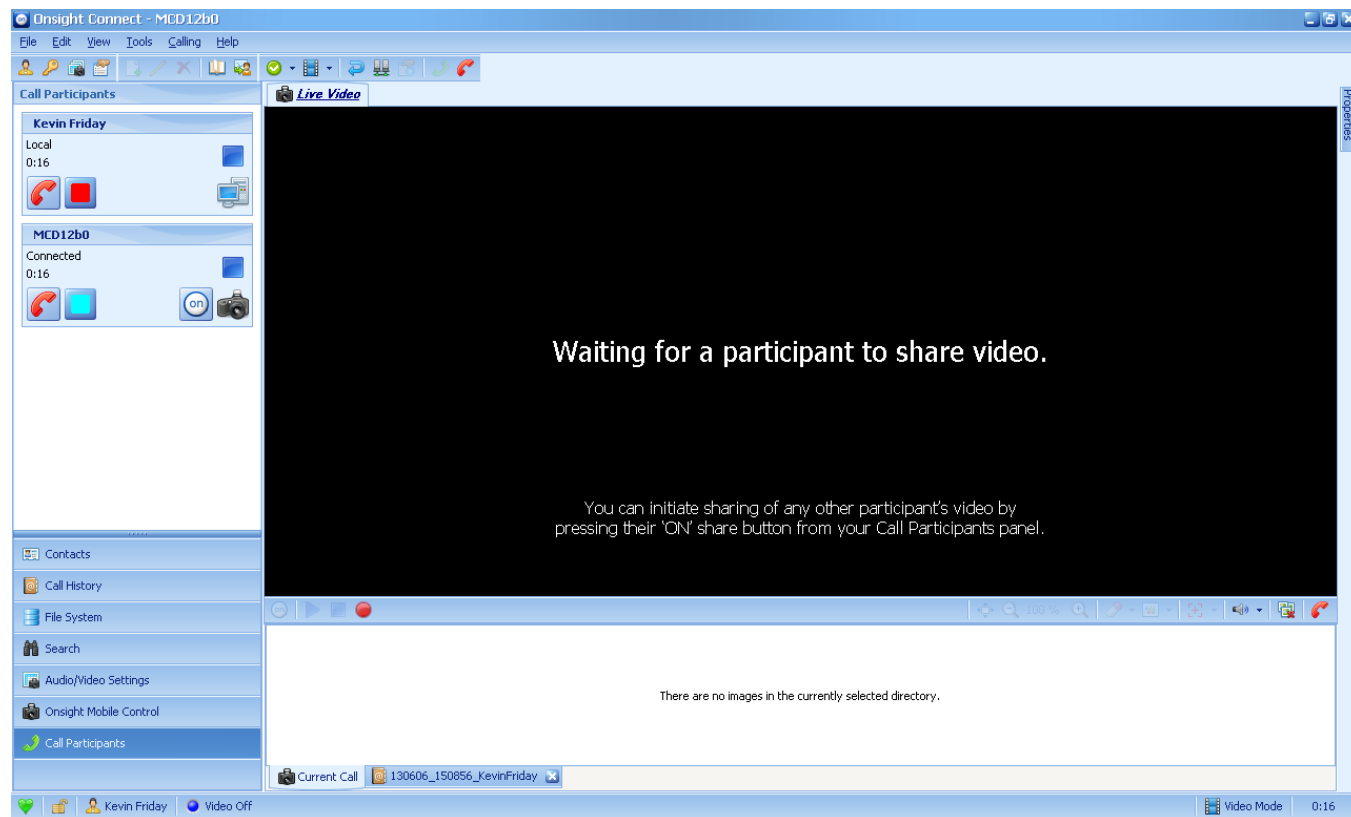 Onsight Connect - MCD12b0
File Edit View Tools Calling Help
Call Participants
Live Video
Properties
Kevin Friday
Local
0:16
MCD12b0
Connected
0:16
on
Waiting for a participant to share video.
You can initiate sharing of any other participant's video by
pressing their 'ON' share button from your Call Participants panel.
Contacts
Call History
File System
Search
Audio/Video Settings
Onsight Mobile Control
Call Participants
on
100 %
There are no images in the currently selected directory.
Current Call 130606_150856_KevinFriday
Kevin Friday Video Off Video Mode 0:16